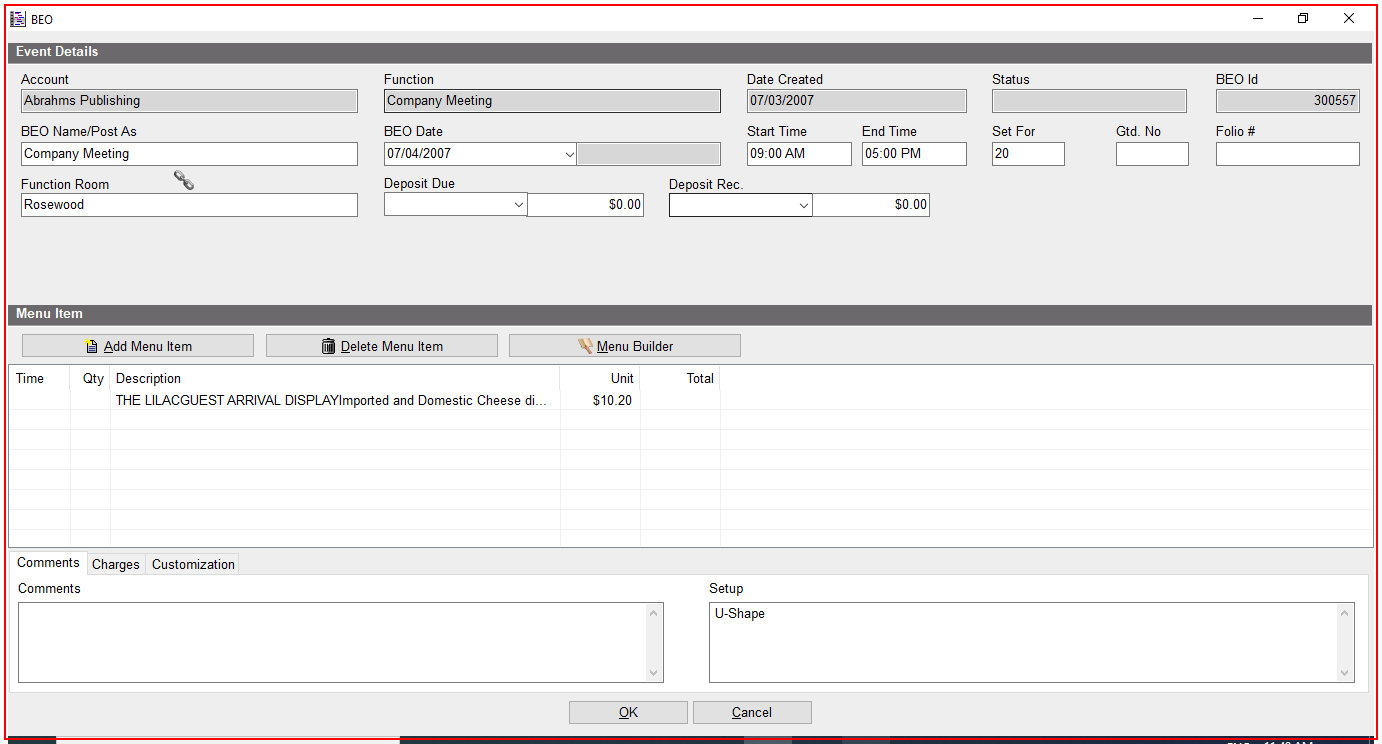 BEO
Event Details
Account Function Date Created Status BEO Id
Abrahms Publishing Company Meeting 07/03/2007 300557
BEO Name/Post As BEO Date Start Time End Time Set For Gtd. No Folio #
Company Meeting 07/04/2007 09:00 AM 05:00 PM 20
Function Room Deposit Due Deposit Rec.
Rosewood $0.00 $0.00
Menu Item
Add Menu Item Delete Menu Item Menu Builder
Time Qty Description Unit Total
THE LILACGUEST ARRIVAL DISPLAYImported and Domestic Cheese di... $10.20
Comments Charges Customization
Comments Setup
U-Shape
OK Cancel